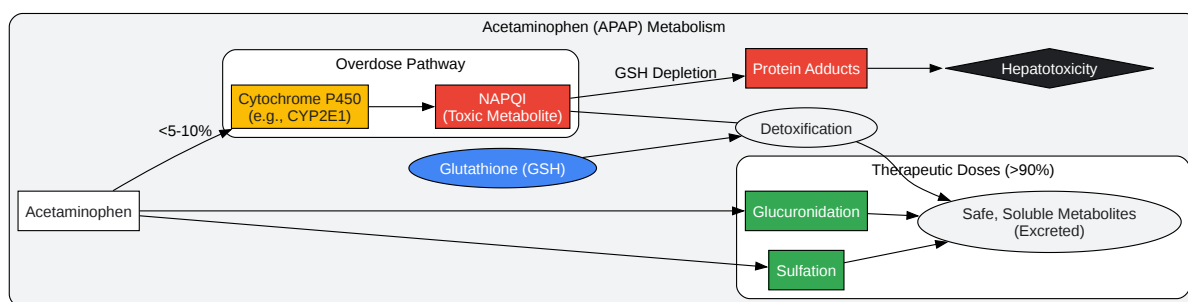 Acetaminophen (APAP) Metabolism
Overdose Pathway
Cytochrome P450
(e.g., CYP2E1)
NAPQI
(Toxic Metabolite)
GSH Depletion
Protein Adducts
Hepatotoxicity
<5-10%
Detoxification
Glutathione (GSH)
Therapeutic Doses (>90%)
Acetaminophen
Glucuronidation
Safe, Soluble Metabolites
(Excreted)
Sulfation